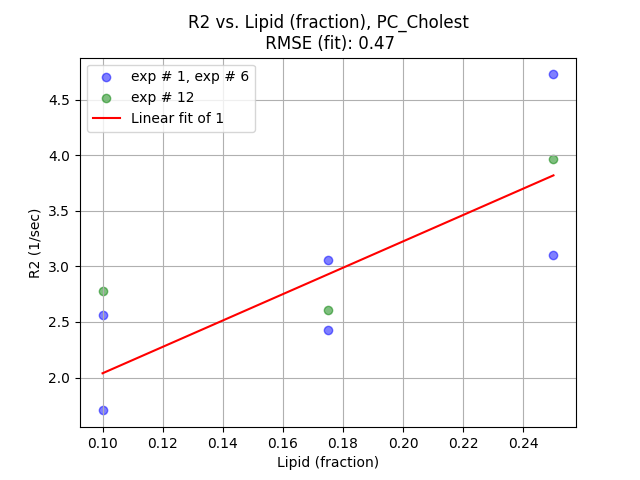 R2 vs. Lipid (fraction), PC_Cholest
RMSE (fit): 0.47
exp # 1, exp # 6
exp # 12
Linear fit of 1
R2 (1/sec)
4.5
4.0
3.5
3.0
2.5
2.0
0.10 0.12 0.14 0.16 0.18 0.20 0.22 0.24
Lipid (fraction)